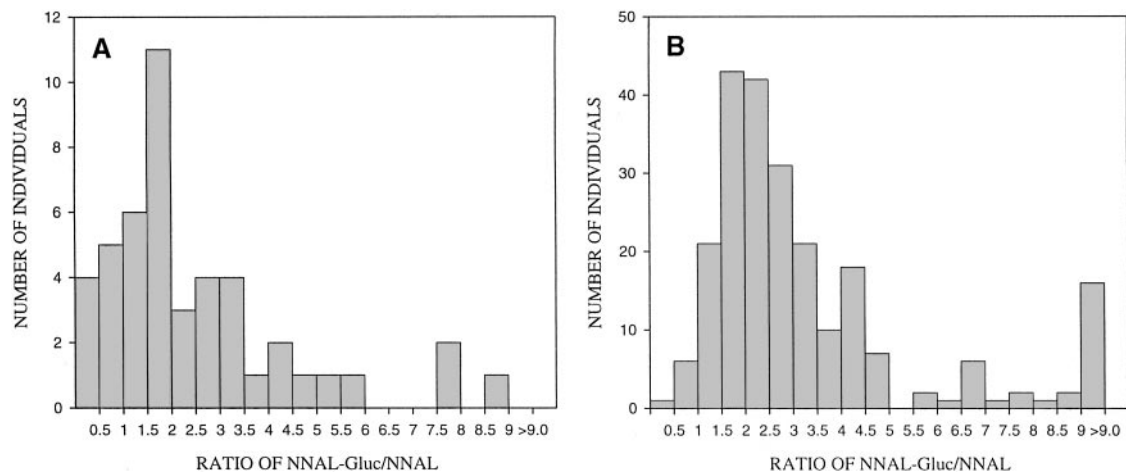 A
NUMBER OF INDIVIDUALS
12
10
8
6
4
2
0
0.5 1 1.5 2 2.5 3 3.5 4 4.5 5 5.5 6 6.5 7 7.5 8 8.5 9 >9.0
RATIO OF NNAL-Gluc/NNAL
B
NUMBER OF INDIVIDUALS
50
40
30
20
10
0
0.5 1 1.5 2 2.5 3 3.5 4 4.5 5 5.5 6 6.5 7 7.5 8 8.5 9 >9.0
RATIO OF NNAL-Gluc/NNAL